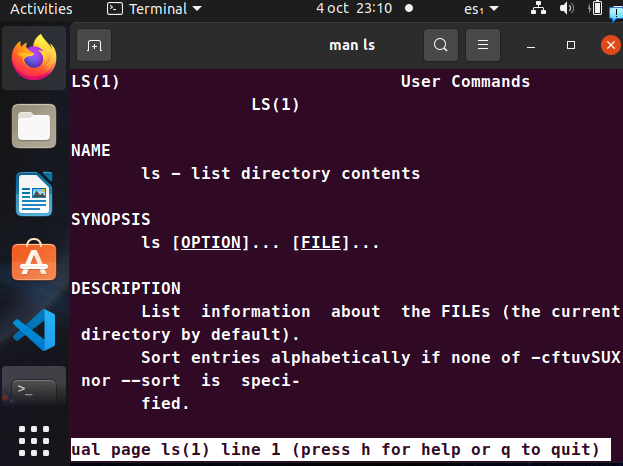 Activities Terminal 4 oct 23:10 es₁
man ls
LS(1) User Commands
LS(1)
NAME
ls - list directory contents
SYNOPSIS
ls [OPTION]... [FILE]...
DESCRIPTION
List information about the FILEs (the current
directory by default).
Sort entries alphabetically if none of -cftuvSUX
nor --sort is speci-
fied.
ual page ls(1) line 1 (press h for help or q to quit)
>_